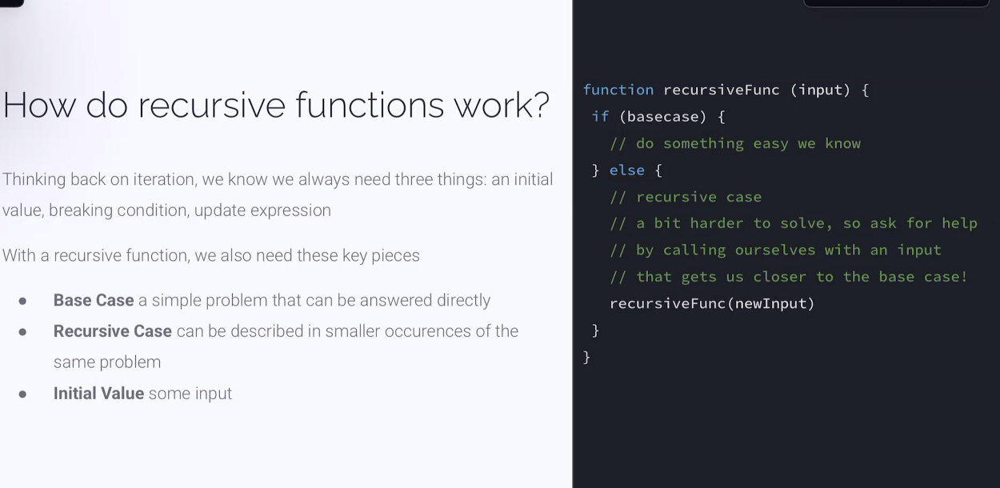 How do recursive functions work?
Thinking back on iteration, we know we always need three things: an initial
value, breaking condition, update expression
With a recursive function, we also need these key pieces
● Base Case a simple problem that can be answered directly
● Recursive Case can be described in smaller occurences of the
same problem
● Initial Value some input
function recursiveFunc (input) {
 if (basecase) {
   // do something easy we know
 } else {
   // recursive case
   // a bit harder to solve, so ask for help
   // by calling ourselves with an input
   // that gets us closer to the base case!
   recursiveFunc(newInput)
 }
}